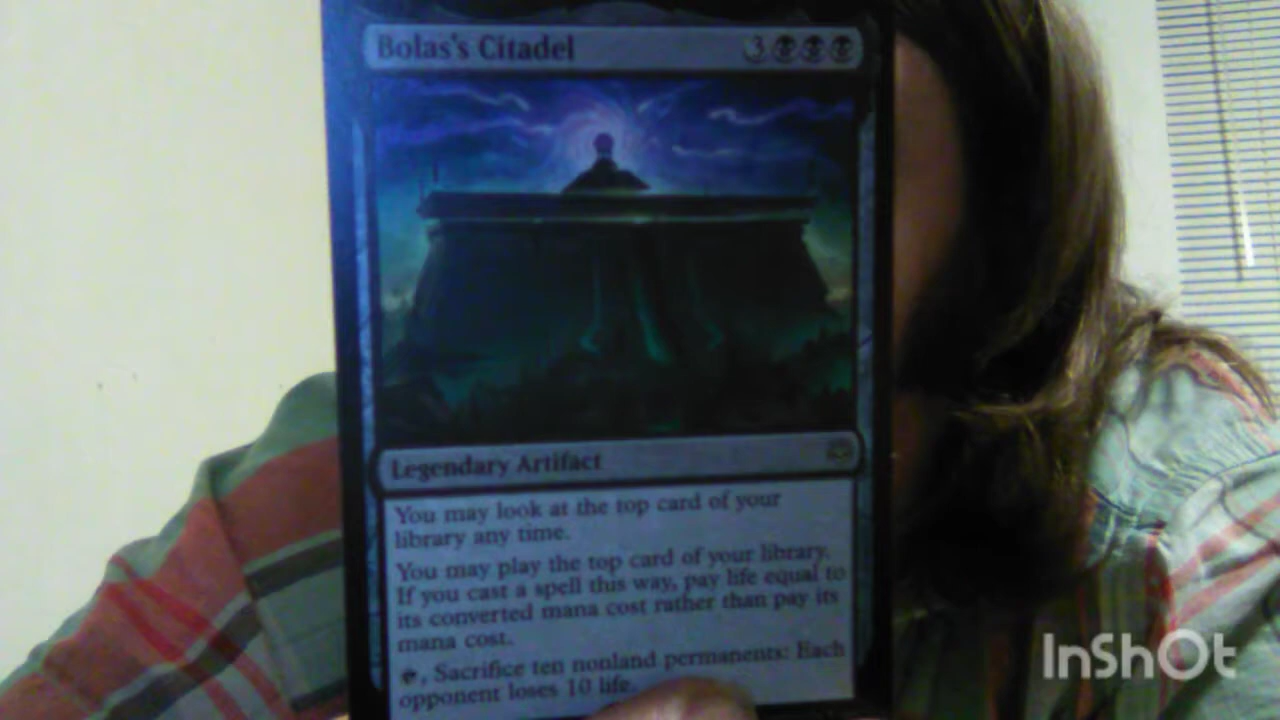 Bolas's Citadel 3
Legendary Artifact
You may look at the top card of your
library any time.
You may play the top card of your library.
If you cast a spell this way, pay life equal to
its converted mana cost rather than pay its
mana cost.
, Sacrifice ten nonland permanents: Each
opponent loses 10 life.
InShOt